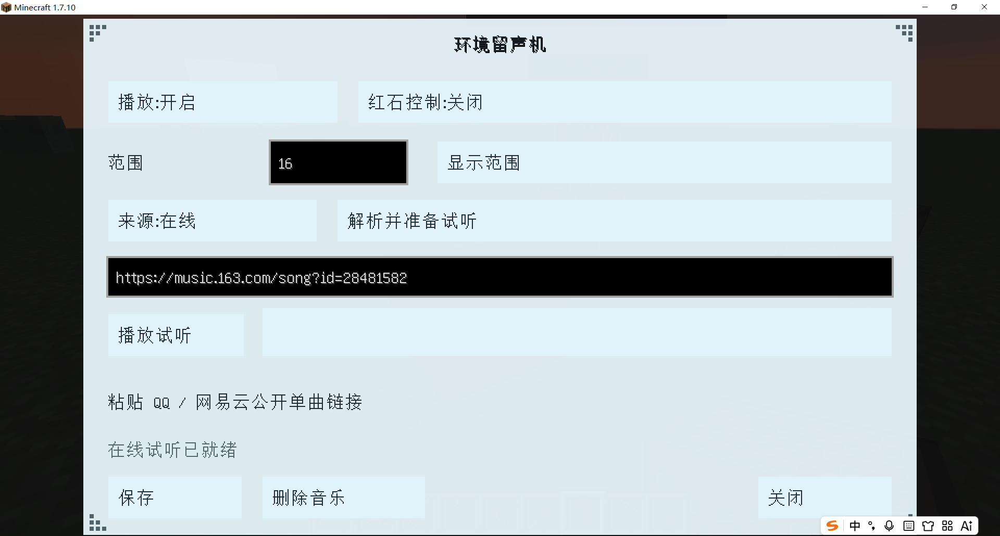 Minecraft 1.7.10
环境留声机
播放:开启
红石控制:关闭
范围
16
显示范围
来源:在线
解析并准备试听
https://music.163.com/song?id=28481582
播放试听
粘贴 QQ / 网易云公开单曲链接
在线试听已就绪
保存
删除音乐
关闭
中